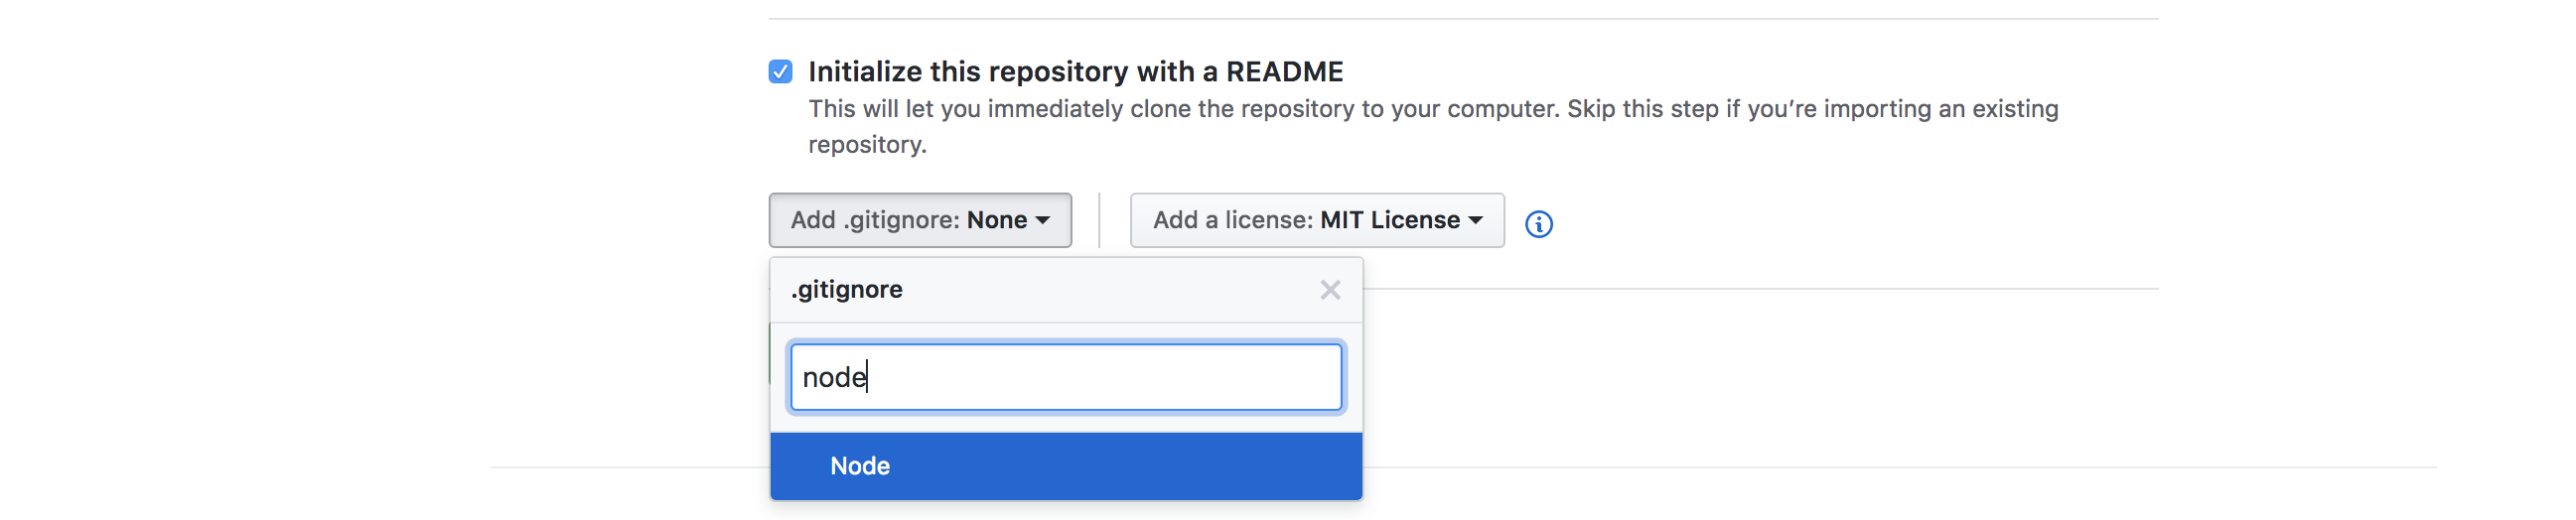 Initialize this repository with a README
This will let you immediately clone the repository to your computer. Skip this step if you’re importing an existing
repository.
Add .gitignore: None
Add a license: MIT License
.gitignore
node
Node